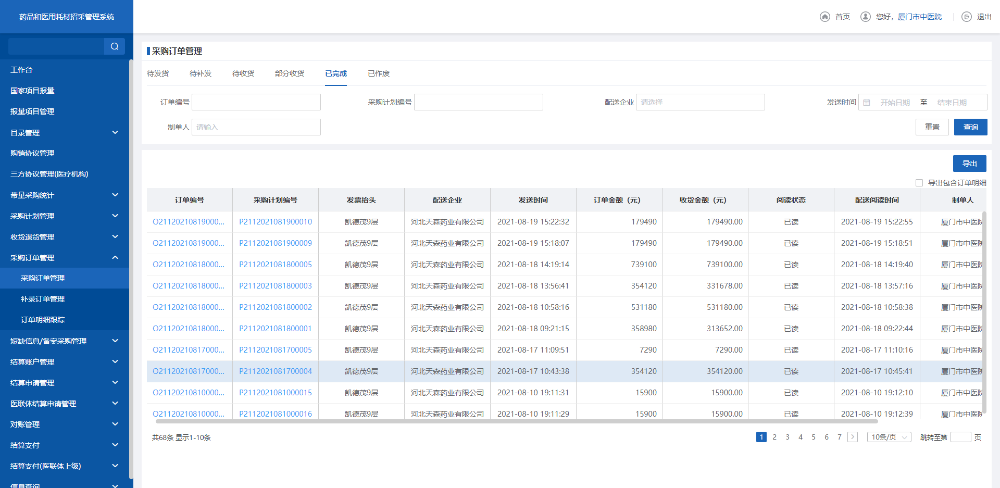 药品和医用耗材招采管理系统
首页
您好，厦门市中医院
退出
工作台
国家项目报量
报量项目管理
目录管理
购销协议管理
三方协议管理(医疗机构)
带量采购统计
采购计划管理
收货退货管理
采购订单管理
采购订单管理
补录订单管理
订单明细跟踪
短缺信息/备案采购管理
结算账户管理
结算申请管理
医联体结算申请管理
对账管理
结算支付
结算支付(医联体上级)
信息查询
采购订单管理
待发货 待补发 待收货 部分收货 已完成 已作废
订单编号 采购计划编号 配送企业 请选择 发送时间 开始日期 至 结束日期
制单人 请输入 重置 查询
导出
导出包含订单明细
订单编号 采购计划编号 发票抬头 配送企业 发送时间 订单金额（元） 收货金额（元） 阅读状态 配送阅读时间 制单人
O21120210819000... P2112021081900010 凯德茂9层 河北天森药业有限公司 2021-08-19 15:22:32 179490 179490.00 已读 2021-08-19 15:22:55 厦门市中医院
O21120210819000... P2112021081900009 凯德茂9层 河北天森药业有限公司 2021-08-19 15:18:07 179490 179490.00 已读 2021-08-19 15:18:51 厦门市中医院
O21120210818000... P2112021081800005 凯德茂9层 河北天森药业有限公司 2021-08-18 14:19:14 739100 739100.00 已读 2021-08-18 14:19:40 厦门市中医院
O21120210818000... P2112021081800003 凯德茂9层 河北天森药业有限公司 2021-08-18 13:56:41 354120 331678.00 已读 2021-08-18 13:57:16 厦门市中医院
O21120210818000... P2112021081800002 凯德茂9层 河北天森药业有限公司 2021-08-18 10:58:16 531180 531180.00 已读 2021-08-18 10:58:38 厦门市中医院
O21120210818000... P2112021081800001 凯德茂9层 河北天森药业有限公司 2021-08-18 09:21:15 358980 313652.00 已读 2021-08-18 09:22:44 厦门市中医院
O21120210817000... P2112021081700005 凯德茂9层 河北天森药业有限公司 2021-08-17 11:09:51 7290 7290.00 已读 2021-08-17 11:10:16 厦门市中医院
O21120210817000... P2112021081700004 凯德茂9层 河北天森药业有限公司 2021-08-17 10:43:38 354120 354120.00 已读 2021-08-17 10:45:41 厦门市中医院
O21120210810000... P2112021081000015 凯德茂9层 河北天森药业有限公司 2021-08-10 19:11:31 15900 15900.00 已读 2021-08-10 19:12:10 厦门市中医院
O21120210810000... P2112021081000016 凯德茂9层 河北天森药业有限公司 2021-08-10 19:11:29 15900 15900.00 已读 2021-08-10 19:12:39 厦门市中医院
共68条 显示1-10条 1 2 3 4 5 6 7 10条/页 跳转至第 页